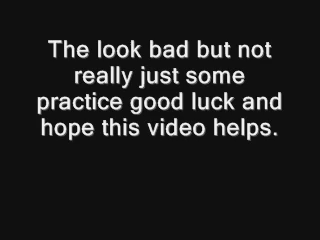 The look bad but not
really just some
practice good luck and
hope this video helps.